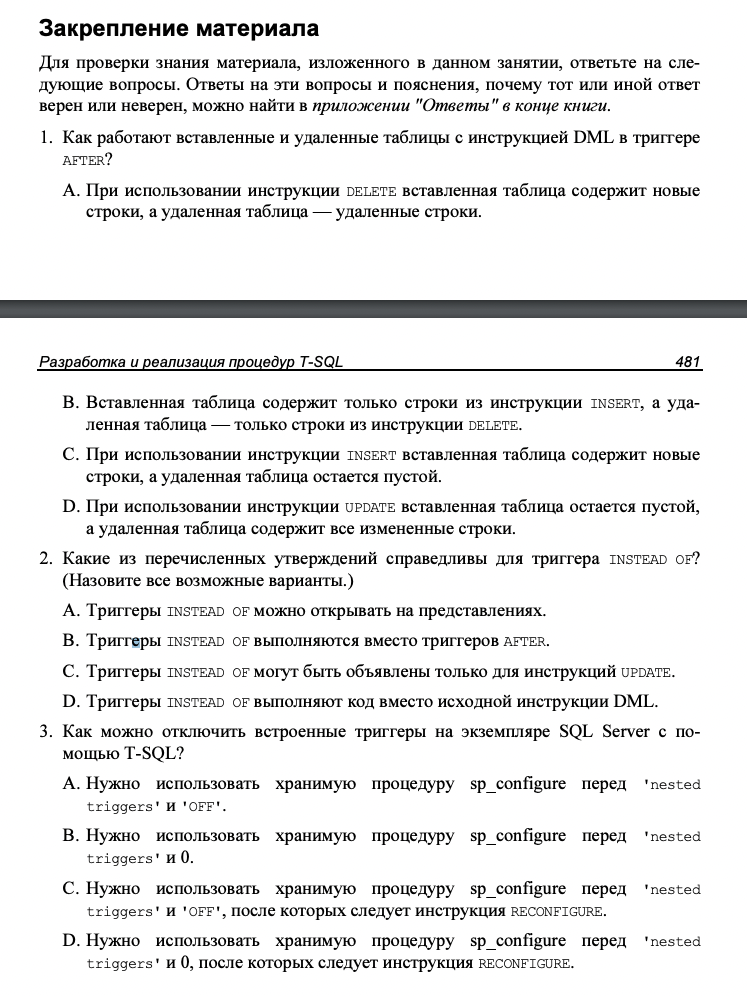 Закрепление материала
Для проверки знания материала, изложенного в данном занятии, ответьте на сле-
дующие вопросы. Ответы на эти вопросы и пояснения, почему тот или иной ответ
верен или неверен, можно найти в приложении "Ответы" в конце книги.
1. Как работают вставленные и удаленные таблицы с инструкцией DML в триггере
AFTER?
A. При использовании инструкции DELETE вставленная таблица содержит новые
строки, а удаленная таблица — удаленные строки.
Разработка и реализация процедур T-SQL 481
B. Вставленная таблица содержит только строки из инструкции INSERT, а уда-
ленная таблица — только строки из инструкции DELETE.
C. При использовании инструкции INSERT вставленная таблица содержит новые
строки, а удаленная таблица остается пустой.
D. При использовании инструкции UPDATE вставленная таблица остается пустой,
а удаленная таблица содержит все измененные строки.
2. Какие из перечисленных утверждений справедливы для триггера INSTEAD OF?
(Назовите все возможные варианты.)
A. Триггеры INSTEAD OF можно открывать на представлениях.
B. Триггеры INSTEAD OF выполняются вместо триггеров AFTER.
C. Триггеры INSTEAD OF могут быть объявлены только для инструкций UPDATE.
D. Триггеры INSTEAD OF выполняют код вместо исходной инструкции DML.
3. Как можно отключить встроенные триггеры на экземпляре SQL Server с по-
мощью T-SQL?
A. Нужно использовать хранимую процедуру sp_configure перед 'nested
triggers' и 'OFF'.
B. Нужно использовать хранимую процедуру sp_configure перед 'nested
triggers' и 0.
C. Нужно использовать хранимую процедуру sp_configure перед 'nested
triggers' и 'OFF', после которых следует инструкция RECONFIGURE.
D. Нужно использовать хранимую процедуру sp_configure перед 'nested
triggers' и 0, после которых следует инструкция RECONFIGURE.